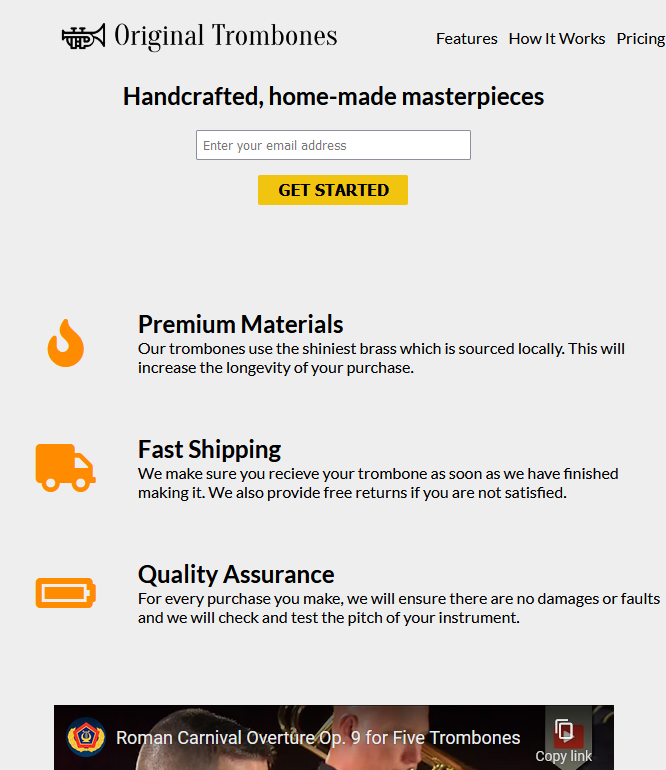 Original Trombones
Features How It Works Pricing
Handcrafted, home-made masterpieces
Enter your email address
GET STARTED
Premium Materials
Our trombones use the shiniest brass which is sourced locally. This will
increase the longevity of your purchase.
Fast Shipping
We make sure you recieve your trombone as soon as we have finished
making it. We also provide free returns if you are not satisfied.
Quality Assurance
For every purchase you make, we will ensure there are no damages or faults
and we will check and test the pitch of your instrument.
Roman Carnival Overture Op. 9 for Five Trombones
Copy link